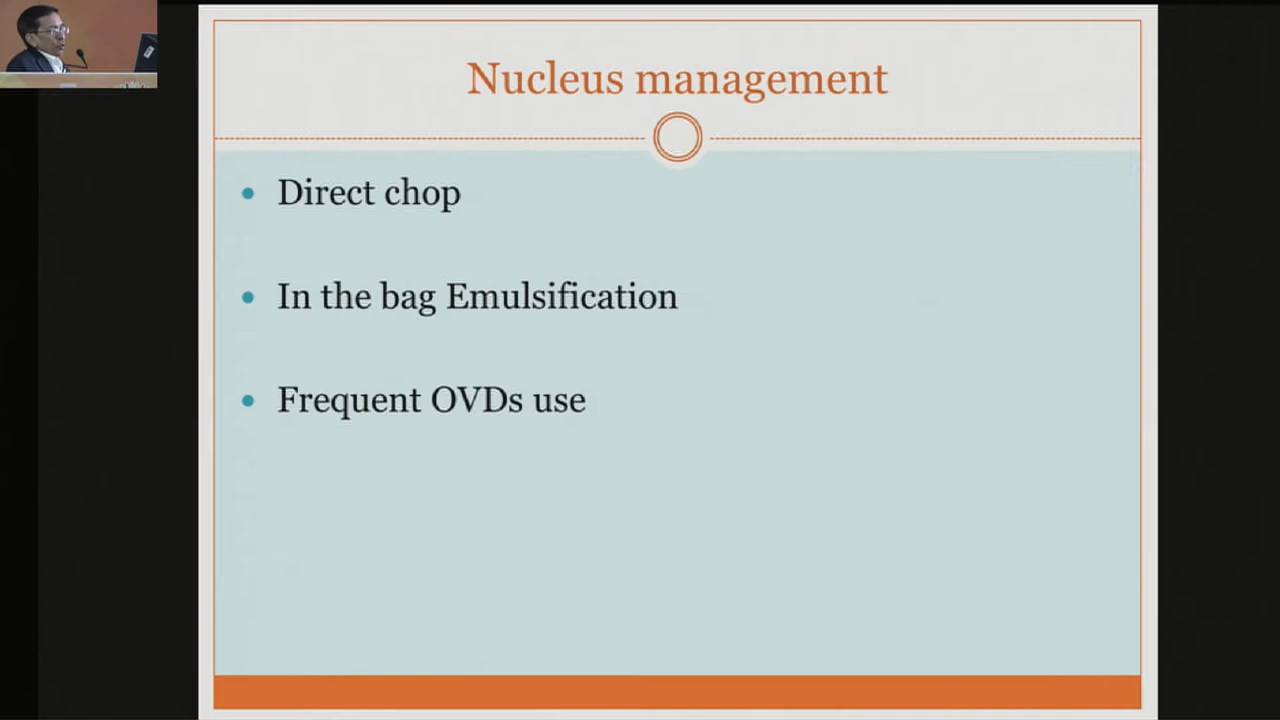 Nucleus management
Direct chop
In the bag Emulsification
Frequent OVDs use